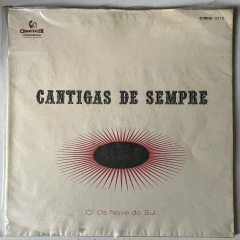 CANTIGAS DE SEMPRE
C/ Os Nove do Sul